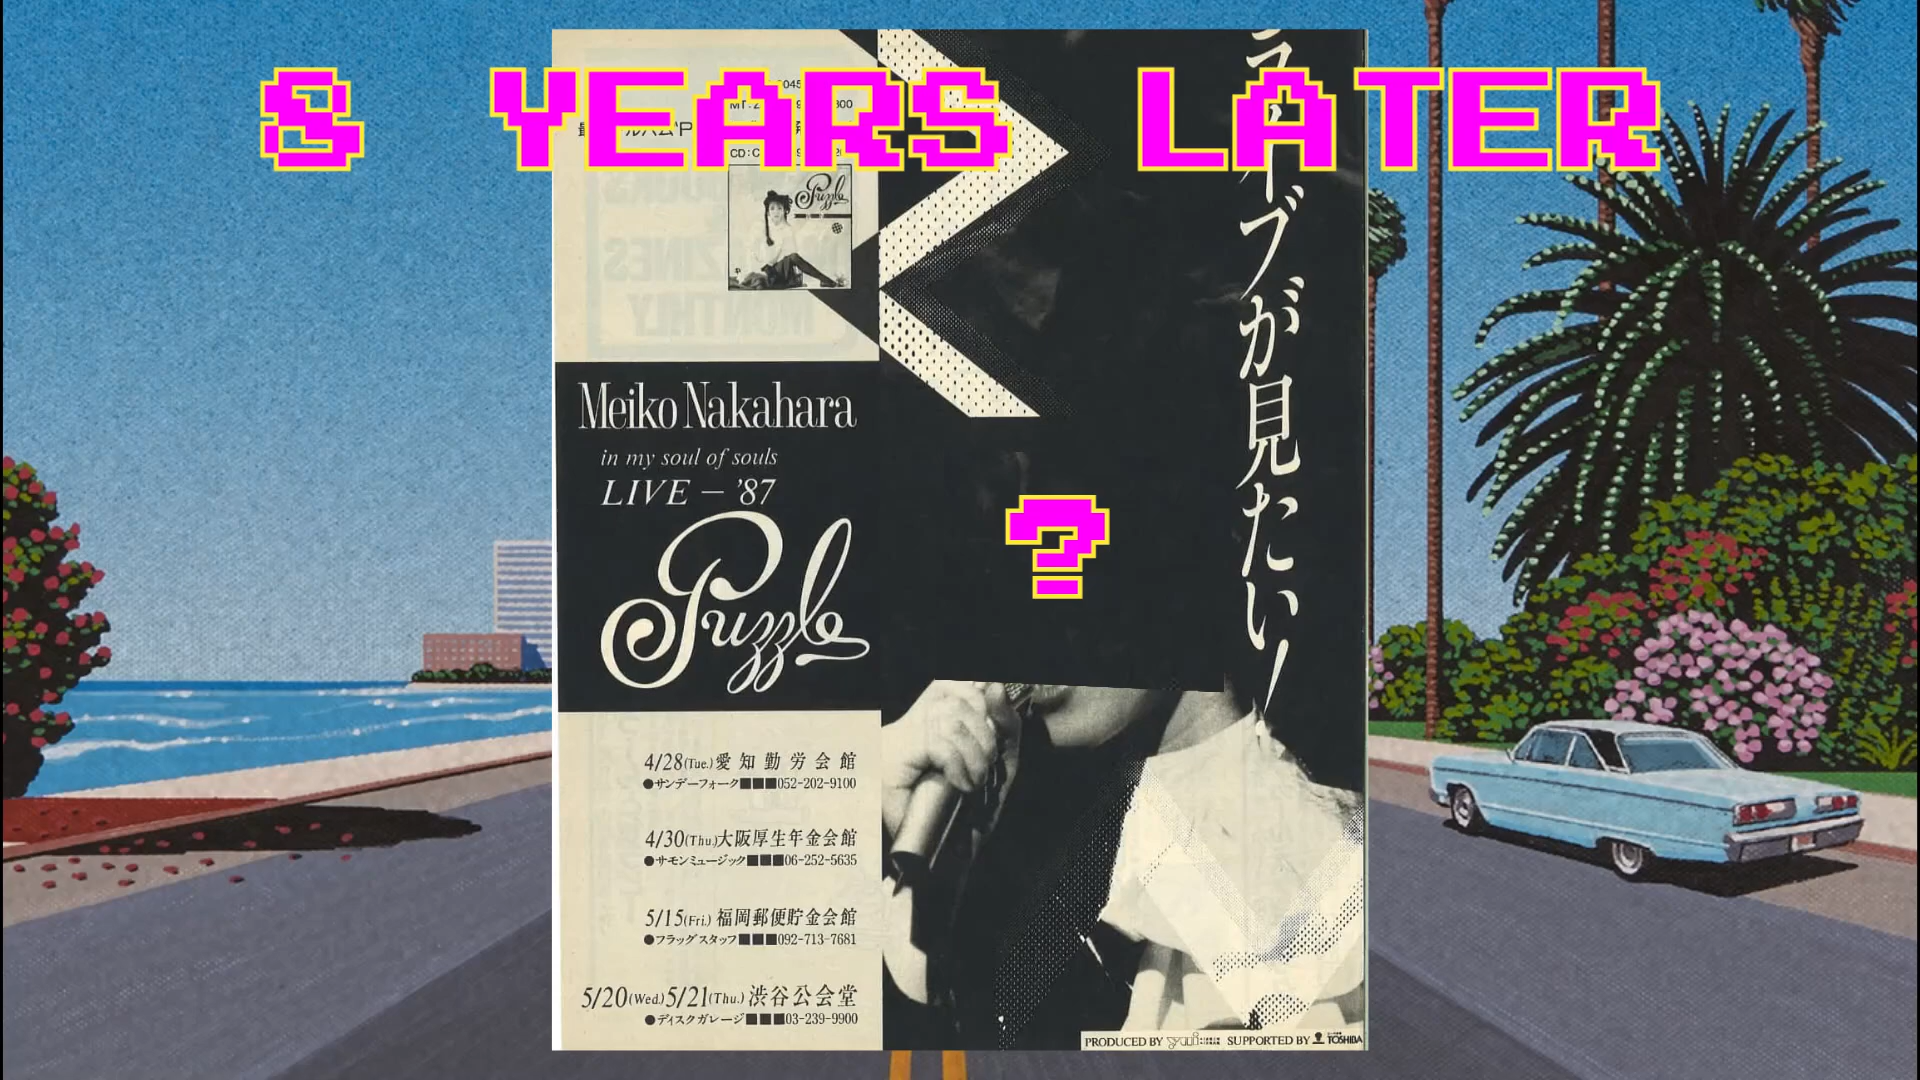 8 YEARS LATER
CD:C
Puzzle
Meiko Nakahara
in my soul of souls
LIVE – '87
Puzzle
?
ライブが見たい!
4/28(Tue.)愛知勤労会館
●サンデーフォーク■■■052-202-9100
4/30(Thu.)大阪厚生年金会館
●サモンミュージック■■■06-252-5635
5/15(Fri.)福岡郵便貯金会館
●フラッグスタッフ■■■092-713-7681
5/20(Wed.)5/21(Thu.)渋谷公会堂
●ディスクガレージ■■■03-239-9900
PRODUCED BY yui SUPPORTED BY TOSHIBA